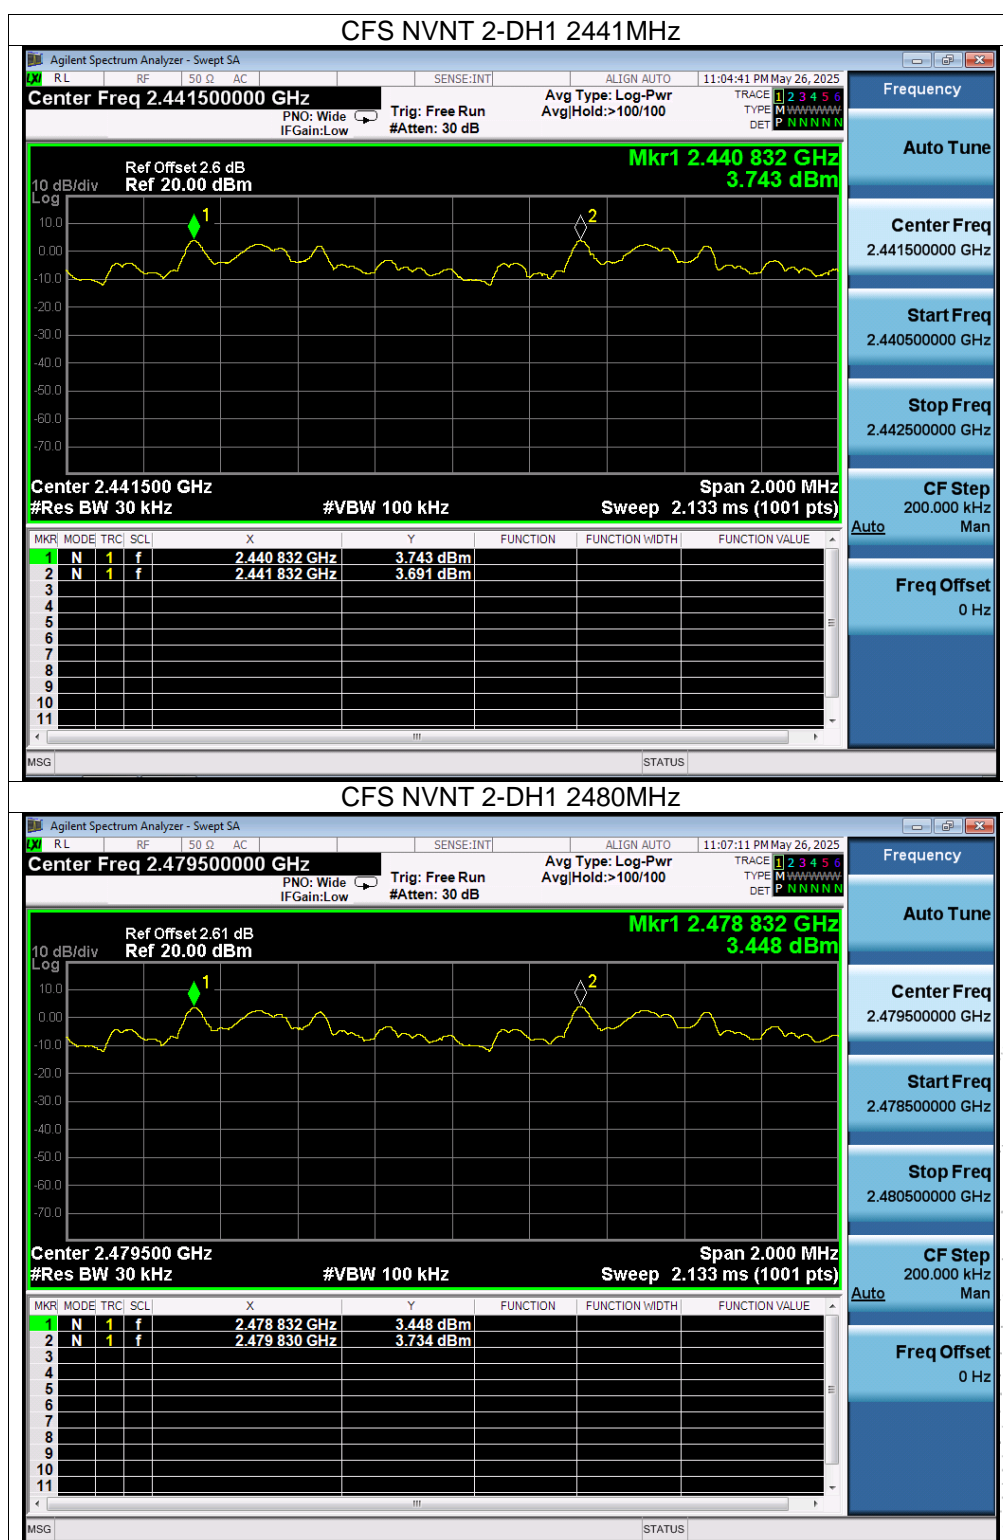 CFS NVNT 2-DH1 2441MHz
Agilent Spectrum Analyzer - Swept SA
LXI RL RF 50 Ω AC SENSE:INT ALIGN AUTO 11:04:41 PM May 26, 2025
Center Freq 2.441500000 GHz
PNO: Wide
IFGain:Low
Trig: Free Run
#Atten: 30 dB
Avg Type: Log-Pwr
Avg|Hold:>100/100
TRACE 1 2 3 4 5 6
TYPE M WWWWW
DET P N N N N N
Frequency
Auto Tune
Center Freq
2.441500000 GHz
Start Freq
2.440500000 GHz
Stop Freq
2.442500000 GHz
CF Step
200.000 kHz
Auto Man
Freq Offset
0 Hz
Mkr1 2.440 832 GHz
3.743 dBm
Ref Offset 2.6 dB
10 dB/div Ref 20.00 dBm
Log
10.0
0.00
-10.0
-20.0
-30.0
-40.0
-50.0
-60.0
-70.0
1
2
Center 2.441500 GHz Span 2.000 MHz
#Res BW 30 kHz #VBW 100 kHz Sweep 2.133 ms (1001 pts)
MKR MODE TRC SCL X Y FUNCTION FUNCTION WIDTH FUNCTION VALUE
1 N 1 f 2.440 832 GHz 3.743 dBm
2 N 1 f 2.441 832 GHz 3.691 dBm
3
4
5
6
7
8
9
10
11
MSG STATUS
CFS NVNT 2-DH1 2480MHz
Agilent Spectrum Analyzer - Swept SA
LXI RL RF 50 Ω AC SENSE:INT ALIGN AUTO 11:07:11 PM May 26, 2025
Center Freq 2.479500000 GHz
PNO: Wide
IFGain:Low
Trig: Free Run
#Atten: 30 dB
Avg Type: Log-Pwr
Avg|Hold:>100/100
TRACE 1 2 3 4 5 6
TYPE M WWWWW
DET P N N N N N
Frequency
Auto Tune
Center Freq
2.479500000 GHz
Start Freq
2.478500000 GHz
Stop Freq
2.480500000 GHz
CF Step
200.000 kHz
Auto Man
Freq Offset
0 Hz
Mkr1 2.478 832 GHz
3.448 dBm
Ref Offset 2.61 dB
10 dB/div Ref 20.00 dBm
Log
10.0
0.00
-10.0
-20.0
-30.0
-40.0
-50.0
-60.0
-70.0
1
2
Center 2.479500 GHz Span 2.000 MHz
#Res BW 30 kHz #VBW 100 kHz Sweep 2.133 ms (1001 pts)
MKR MODE TRC SCL X Y FUNCTION FUNCTION WIDTH FUNCTION VALUE
1 N 1 f 2.478 832 GHz 3.448 dBm
2 N 1 f 2.479 830 GHz 3.734 dBm
3
4
5
6
7
8
9
10
11
MSG STATUS